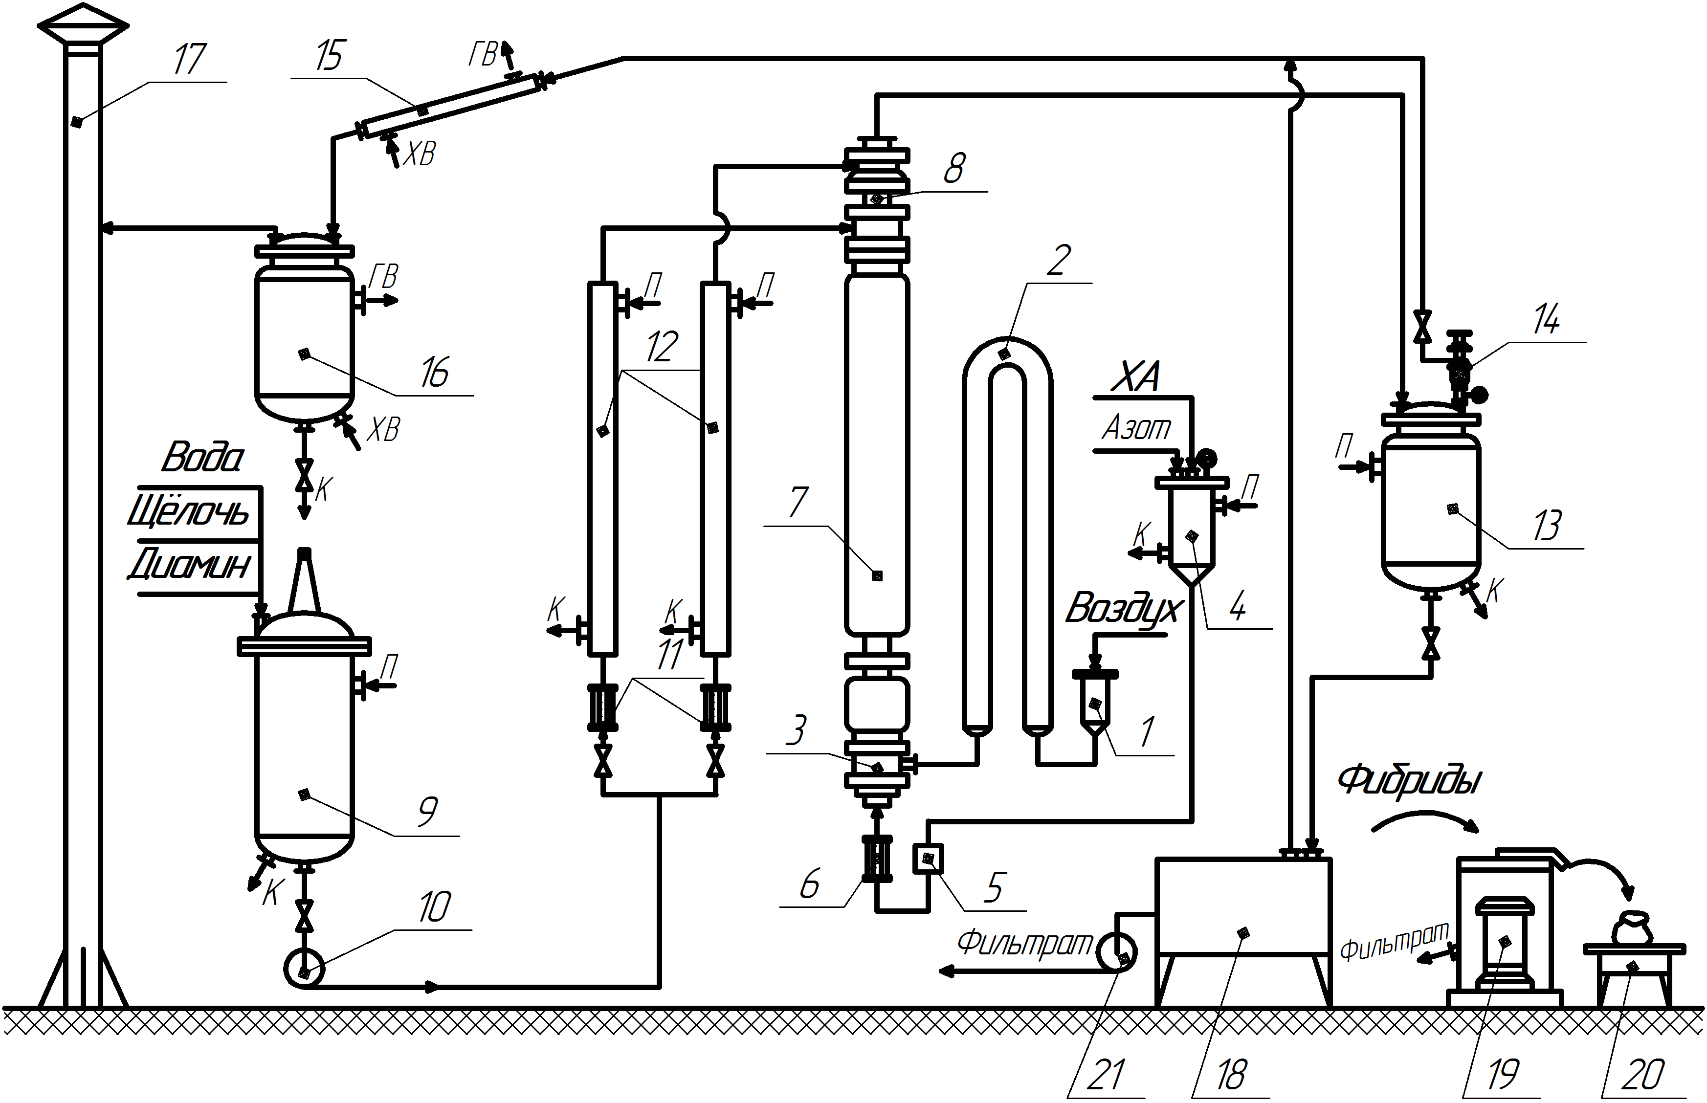 17
15
ГВ
ХВ
8
2
14
ГВ
П
П
12
16
ХВ
ХА
Азот
П
К
П
13
К
Вода
Щёлочь
Диамин
К
7
4
Воздух
К
К
11
П
3
1
9
К
10
6
5
Фибриды
Фильтрат
Фильтрат
21
18
19
20